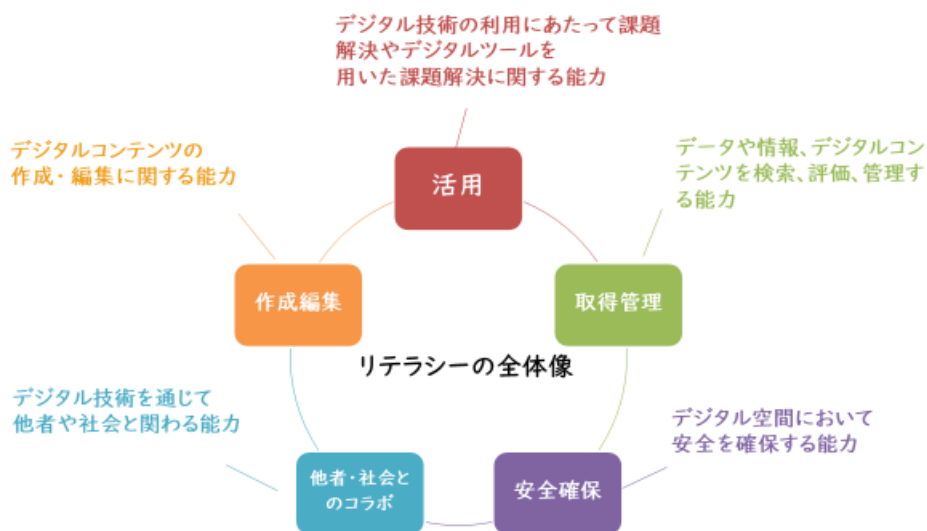 デジタル技術の利用にあたって課題
解決やデジタルツールを
用いた課題解決に関する能力
デジタルコンテンツの
作成・編集に関する能力
データや情報、デジタルコン
テンツを検索、評価、管理す
る能力
活用
作成編集
取得管理
リテラシーの全体像
デジタル技術を通じて
他者や社会と関わる能力
デジタル空間において
安全を確保する能力
他者・社会と
のコラボ
安全確保